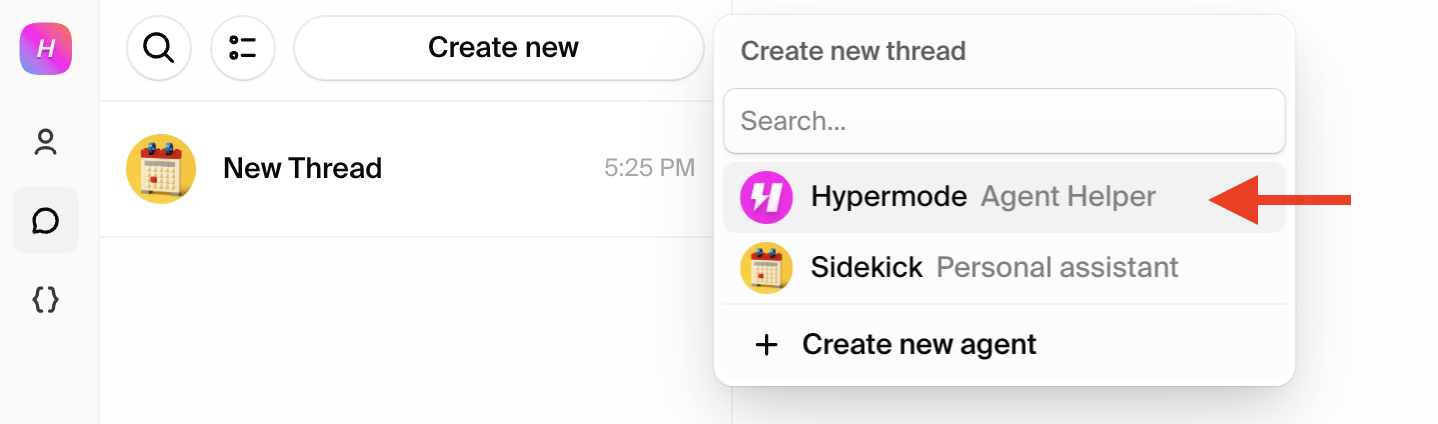 H
Create new
New Thread
5:25 PM
Create new thread
Search...
Hypermode Agent Helper
Sidekick Personal assistant
Create new agent